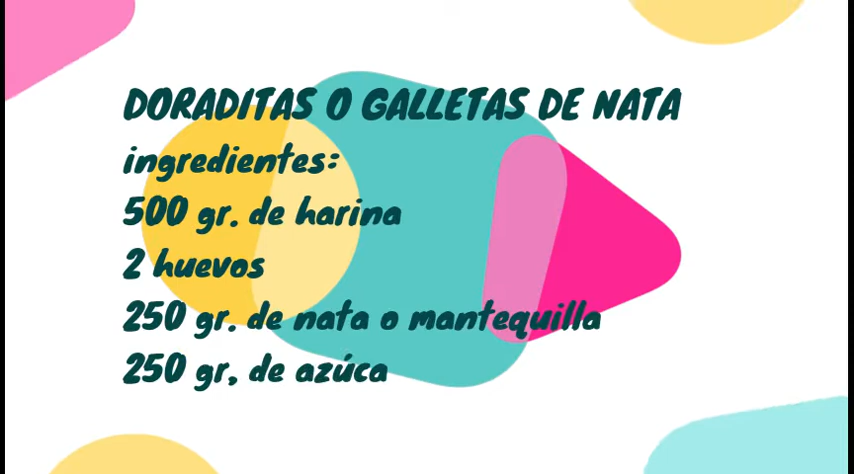 DORADITAS O GALLETAS DE NATA
ingredientes:
500 gr. de harina
2 huevos
250 gr. de nata o mantequilla
250 gr, de azúca